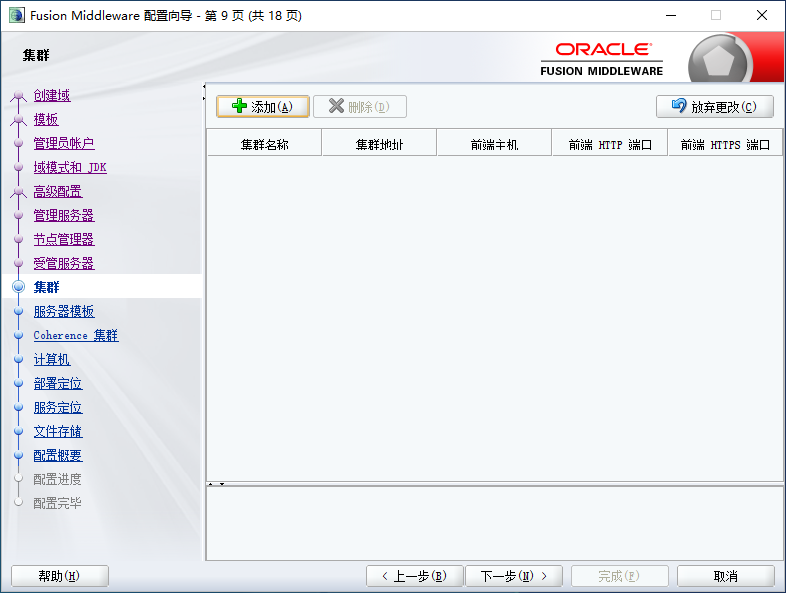 Fusion Middleware 配置向导 - 第 9 页 (共 18 页)
集群
ORACLE
FUSION MIDDLEWARE
创建域
模板
管理员帐户
域模式和 JDK
高级配置
管理服务器
节点管理器
受管服务器
集群
服务器模板
Coherence 集群
计算机
部署定位
服务定位
文件存储
配置概要
配置进度
配置完毕
添加(A) 删除(D) 放弃更改(C)
集群名称 集群地址 前端主机 前端 HTTP 端口 前端 HTTPS 端口
帮助(H) < 上一步(B) 下一步(N) > 完成(F) 取消